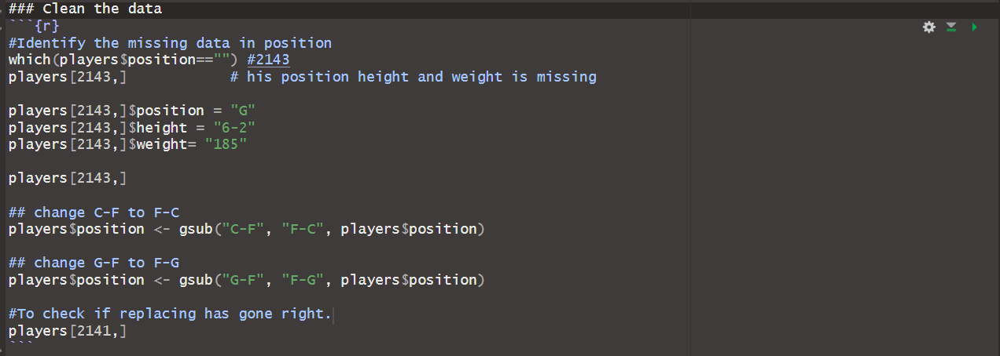 ### Clean the data
```{r}
#Identify the missing data in position
which(players$position=="") #2143
players[2143,]            # his position height and weight is missing
players[2143,]$position = "G"
players[2143,]$height = "6-2"
players[2143,]$weight= "185"
players[2143,]
## change C-F to F-C
players$position <- gsub("C-F", "F-C", players$position)
## change G-F to F-G
players$position <- gsub("G-F", "F-G", players$position)
#To check if replacing has gone right.
players[2141,]
```